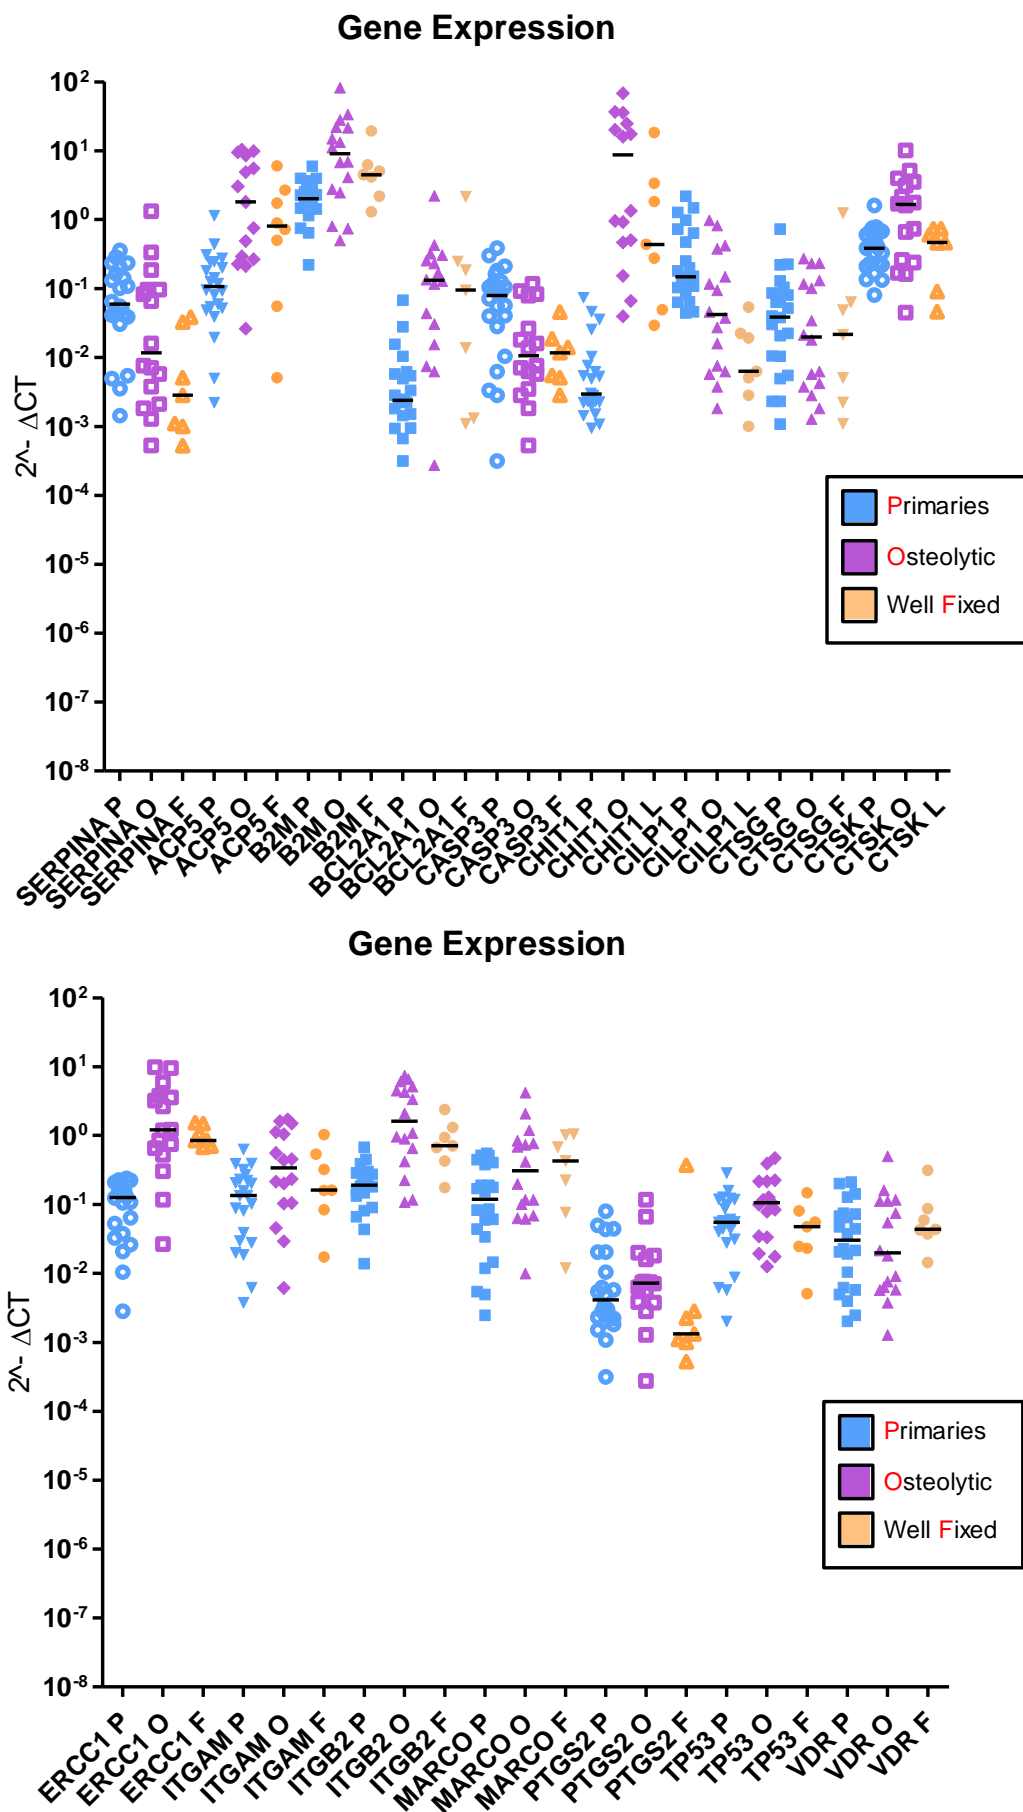 Gene Expression
2^- ΔCT
10^2
10^1
10^0
10^-1
10^-2
10^-3
10^-4
10^-5
10^-6
10^-7
10^-8
Primaries
Osteolytic
Well Fixed
SERPINA P
SERPINA O
SERPINA F
ACP5 P
ACP5 O
ACP5 F
B2M P
B2M O
B2M F
BCL2A1 P
BCL2A1 O
BCL2A1 F
CASP3 P
CASP3 O
CASP3 F
CHIT1 P
CHIT1 O
CHIT1 L
CILP1 P
CILP1 O
CILP1 L
CTSG P
CTSG O
CTSG F
CTSK P
CTSK O
CTSK L
Gene Expression
2^- ΔCT
10^2
10^1
10^0
10^-1
10^-2
10^-3
10^-4
10^-5
10^-6
10^-7
10^-8
Primaries
Osteolytic
Well Fixed
ERCC1 P
ERCC1 O
ERCC1 F
ITGAM P
ITGAM O
ITGAM F
ITGB2 P
ITGB2 O
ITGB2 F
MARCO P
MARCO O
MARCO F
PTGS2 P
PTGS2 O
PTGS2 F
TP53 P
TP53 O
TP53 F
VDR P
VDR O
VDR F